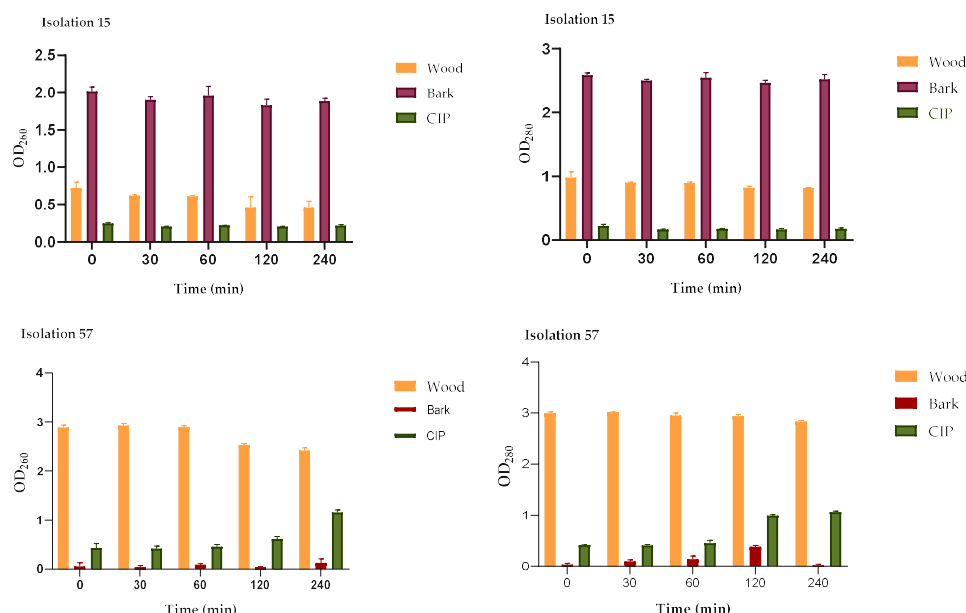 Isolation 15
2.5
2.0
1.5
1.0
0.5
0.0
OD260
0 30 60 120 240
Time (min)
Wood
Bark
CIP
Isolation 15
3
2
1
0
OD280
0 30 60 120 240
Time (min)
Wood
Bark
CIP
Isolation 57
4
3
2
1
0
OD260
0 30 60 120 240
Time (min)
Wood
Bark
CIP
Isolation 57
4
3
2
1
0
OD280
0 30 60 120 240
Time (min)
Wood
Bark
CIP